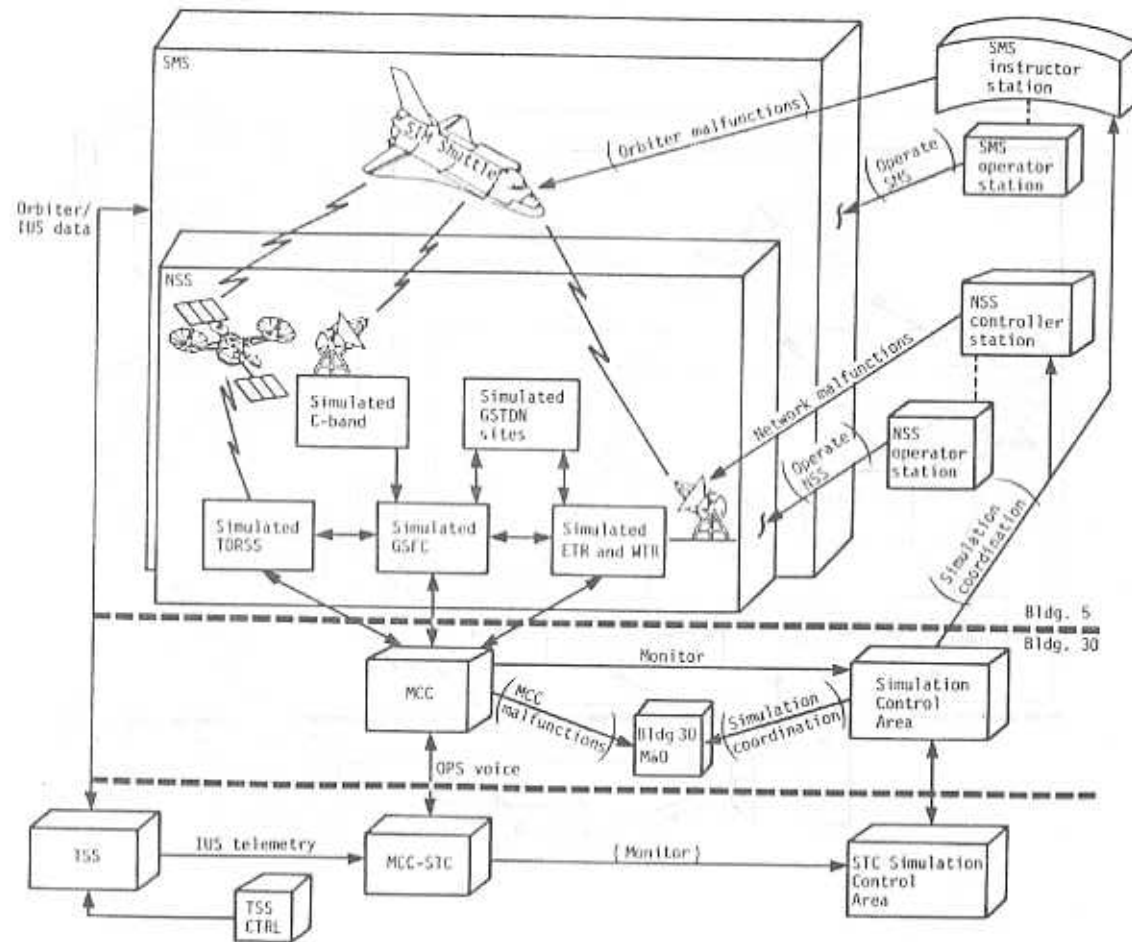 SMS
SMS
instructor
station
SIM Shuttle
(Orbiter malfunctions)
(Operate
SMS)
SMS
operator
station
Orbiter/
IUS data
NSS
NSS
controller
station
Simulated
C-band
Simulated
GSTDN
sites
Network malfunctions
(Operate
NSS)
NSS
operator
station
Simulated
TDRSS
Simulated
GSFC
Simulated
ETR and WTR
(Simulation
coordination)
Bldg. 5
Bldg. 30
MCC
Monitor
Simulation
Control
Area
(MCC
malfunctions)
Bldg 30
M&O
(Simulation
coordination)
OPS voice
TSS
IUS telemetry
MCC-STC
(Monitor)
STC Simulation
Control
Area
TSS
CTRL